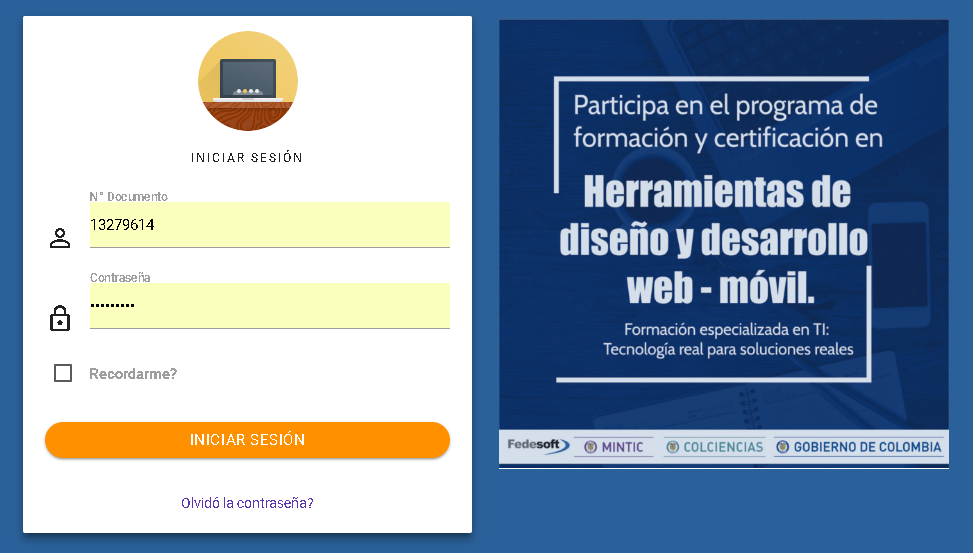 INICIAR SESIÓN
N° Documento
13279614
Contraseña
•••••••••
Recordarme?
INICIAR SESIÓN
Olvidó la contraseña?
Participa en el programa de
formación y certificación en
Herramientas de
diseño y desarrollo
web - móvil.
Formación especializada en TI:
Tecnología real para soluciones reales
Fedesoft MINTIC COLCIENCIAS GOBIERNO DE COLOMBIA